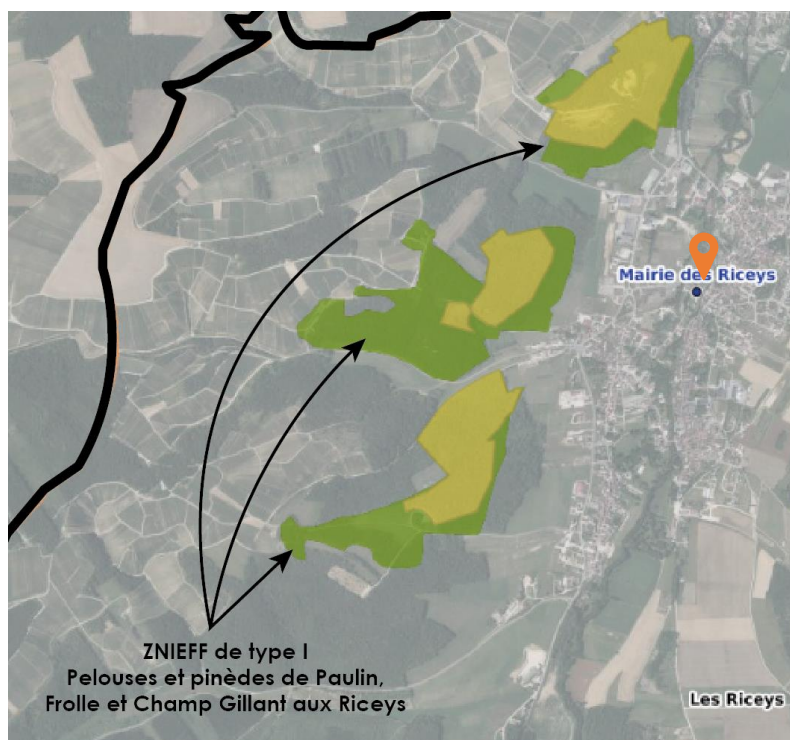 Mairie des Riceys
ZNIEFF de type I
Pelouses et pinèdes de Paulin,
Frolle et Champ Gillant aux Riceys
Les Riceys